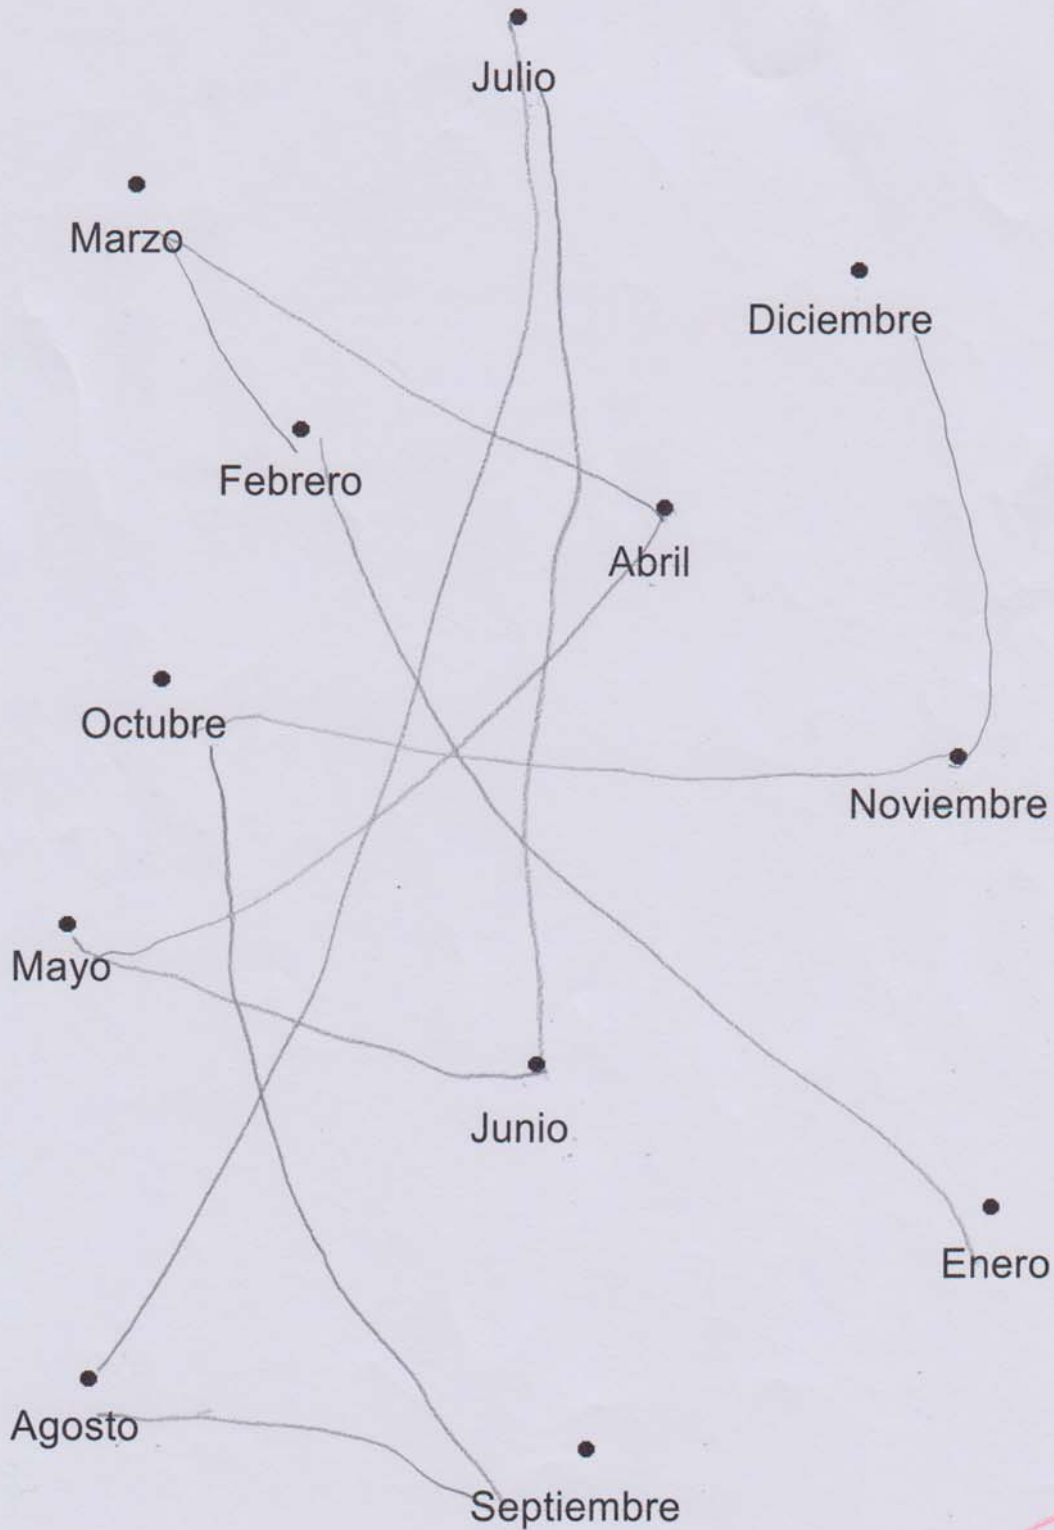 Julio
Marzo
Diciembre
Febrero
Abril
Octubre
Noviembre
Mayo
Junio
Enero
Agosto
Septiembre